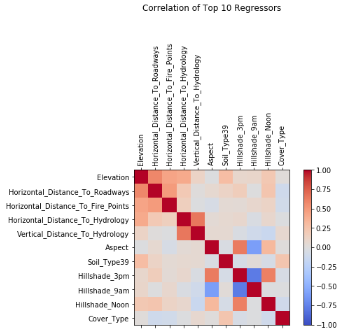 Correlation of Top 10 Regressors
Elevation
Horizontal_Distance_To_Roadways
Horizontal_Distance_To_Fire_Points
Horizontal_Distance_To_Hydrology
Vertical_Distance_To_Hydrology
Aspect
Soil_Type39
Hillshade_3pm
Hillshade_9am
Hillshade_Noon
Cover_Type
Elevation
Horizontal_Distance_To_Roadways
Horizontal_Distance_To_Fire_Points
Horizontal_Distance_To_Hydrology
Vertical_Distance_To_Hydrology
Aspect
Soil_Type39
Hillshade_3pm
Hillshade_9am
Hillshade_Noon
Cover_Type
1.00
0.75
0.50
0.25
0.00
−0.25
−0.50
−0.75
−1.00